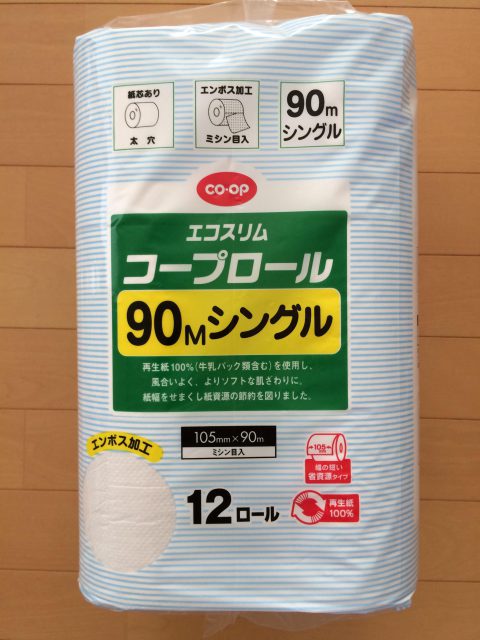 紙芯あり
太 穴
エンボス加工
ミシン目入
90m
シングル
CO·OP
エコスリム
コープロール
90Mシングル
再生紙100%(牛乳パック類含む)を使用し、
風合いよく、よりソフトな肌ざわりに。
紙幅をせまくし紙資源の節約を図りました。
エンボス加工
105mm×90m
ミシン目入
105mm
幅の短い
省資源タイプ
12ロール
再生紙
100%